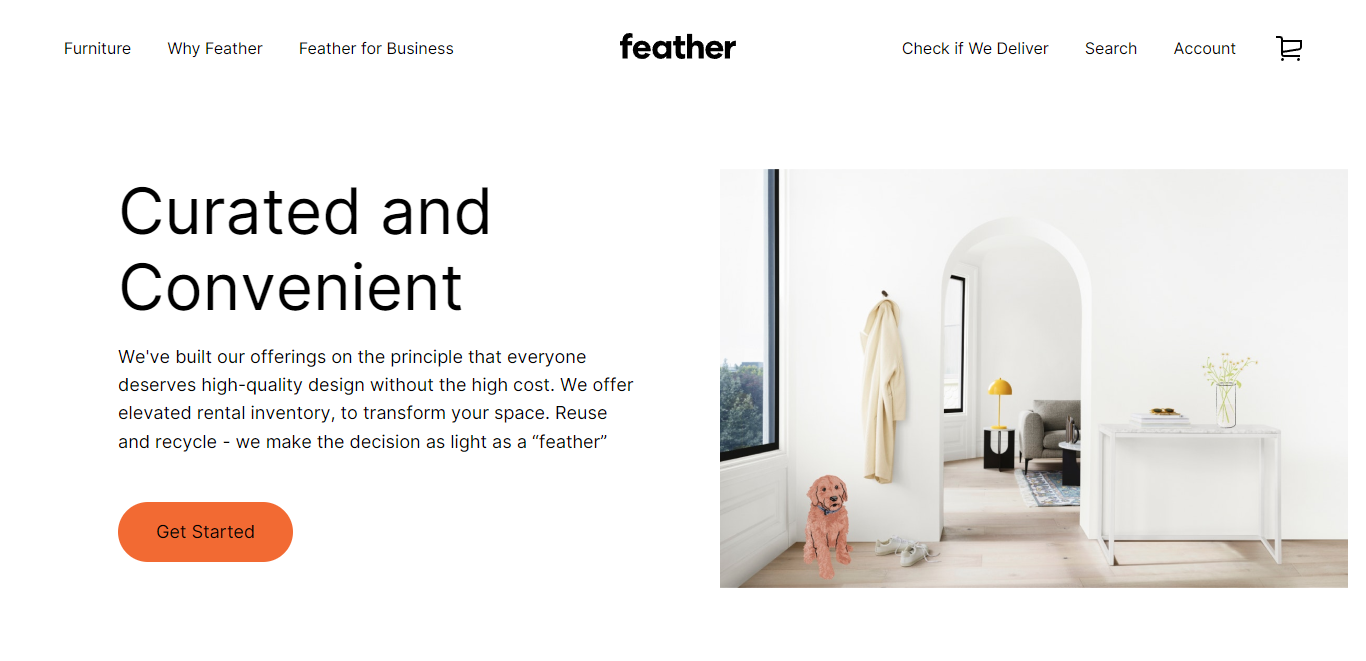 Furniture Why Feather Feather for Business feather Check if We Deliver Search Account
Curated and
Convenient
We've built our offerings on the principle that everyone
deserves high-quality design without the high cost. We offer
elevated rental inventory, to transform your space. Reuse
and recycle - we make the decision as light as a “feather”
Get Started